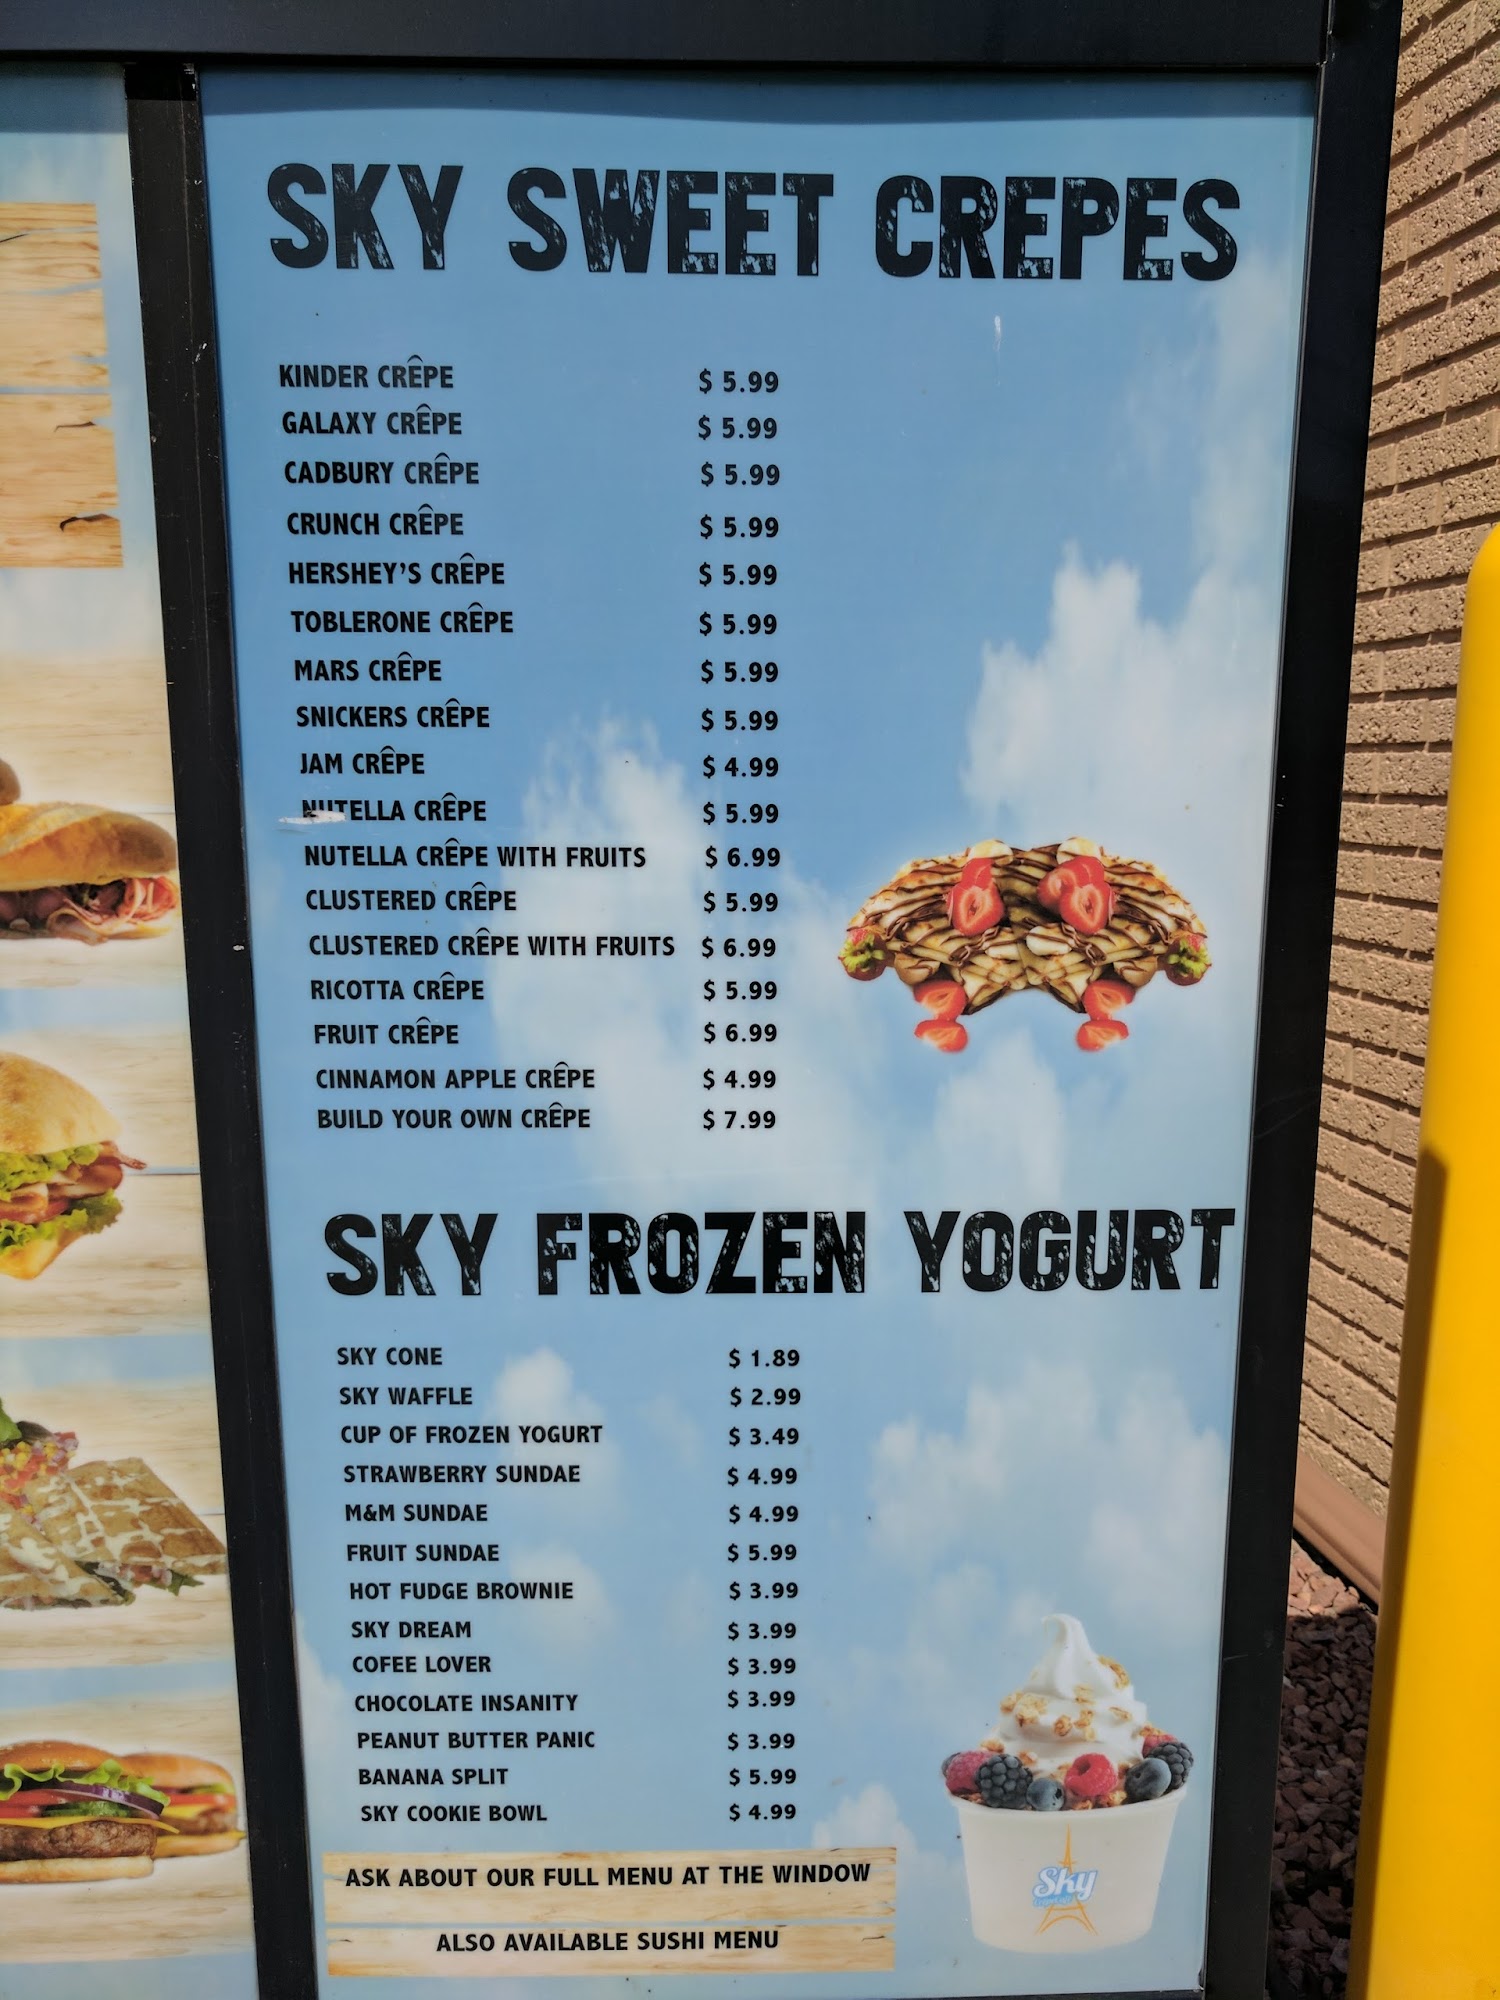 SKY SWEET CREPES
KINDER CRÊPE $ 5.99
GALAXY CRÊPE $ 5.99
CADBURY CRÊPE $ 5.99
CRUNCH CRÊPE $ 5.99
HERSHEY'S CRÊPE $ 5.99
TOBLERONE CRÊPE $ 5.99
MARS CRÊPE $ 5.99
SNICKERS CRÊPE $ 5.99
JAM CRÊPE $ 4.99
NUTELLA CRÊPE $ 5.99
NUTELLA CRÊPE WITH FRUITS $ 6.99
CLUSTERED CRÊPE $ 5.99
CLUSTERED CRÊPE WITH FRUITS $ 6.99
RICOTTA CRÊPE $ 5.99
FRUIT CRÊPE $ 6.99
CINNAMON APPLE CRÊPE $ 4.99
BUILD YOUR OWN CRÊPE $ 7.99
SKY FROZEN YOGURT
SKY CONE $ 1.89
SKY WAFFLE $ 2.99
CUP OF FROZEN YOGURT $ 3.49
STRAWBERRY SUNDAE $ 4.99
M&M SUNDAE $ 4.99
FRUIT SUNDAE $ 5.99
HOT FUDGE BROWNIE $ 3.99
SKY DREAM $ 3.99
COFEE LOVER $ 3.99
CHOCOLATE INSANITY $ 3.99
PEANUT BUTTER PANIC $ 3.99
BANANA SPLIT $ 5.99
SKY COOKIE BOWL $ 4.99
ASK ABOUT OUR FULL MENU AT THE WINDOW
ALSO AVAILABLE SUSHI MENU
Sky